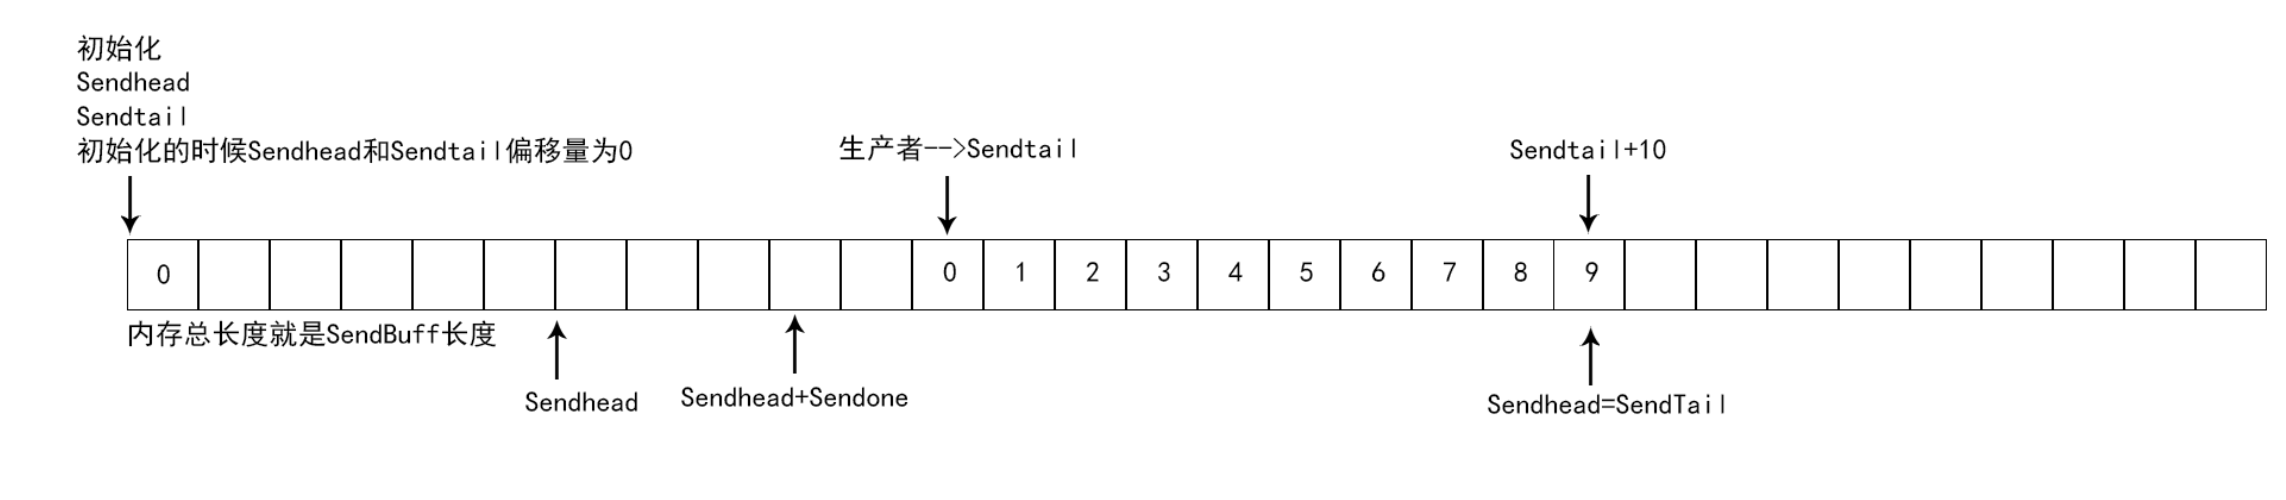 初始化
Sendhead
Sendtail
初始化的时候Sendhead和Sendtail偏移量为0
生产者-->Sendtail
Sendtail+10
0 0 1 2 3 4 5 6 7 8 9
内存总长度就是SendBuff长度
Sendhead
Sendhead+Sendone
Sendhead=SendTail